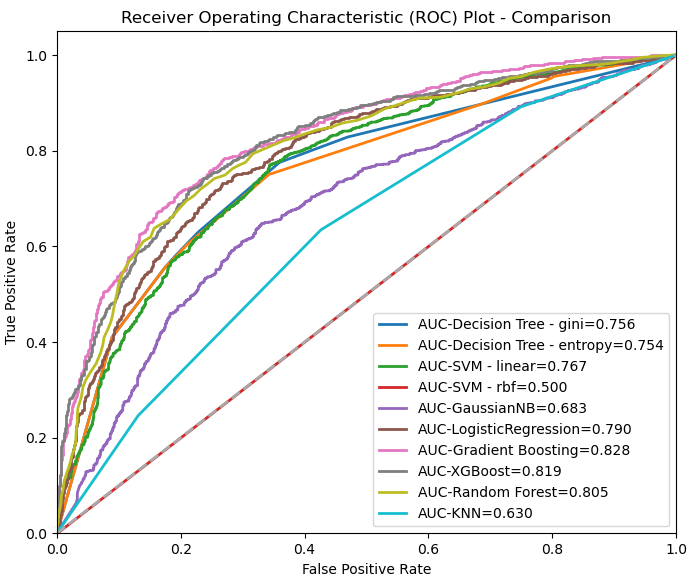 Receiver Operating Characteristic (ROC) Plot - Comparison
True Positive Rate
1.0
0.8
0.6
0.4
0.2
0.0
AUC-Decision Tree - gini=0.756
AUC-Decision Tree - entropy=0.754
AUC-SVM - linear=0.767
AUC-SVM - rbf=0.500
AUC-GaussianNB=0.683
AUC-LogisticRegression=0.790
AUC-Gradient Boosting=0.828
AUC-XGBoost=0.819
AUC-Random Forest=0.805
AUC-KNN=0.630
0.0 0.2 0.4 0.6 0.8 1.0
False Positive Rate